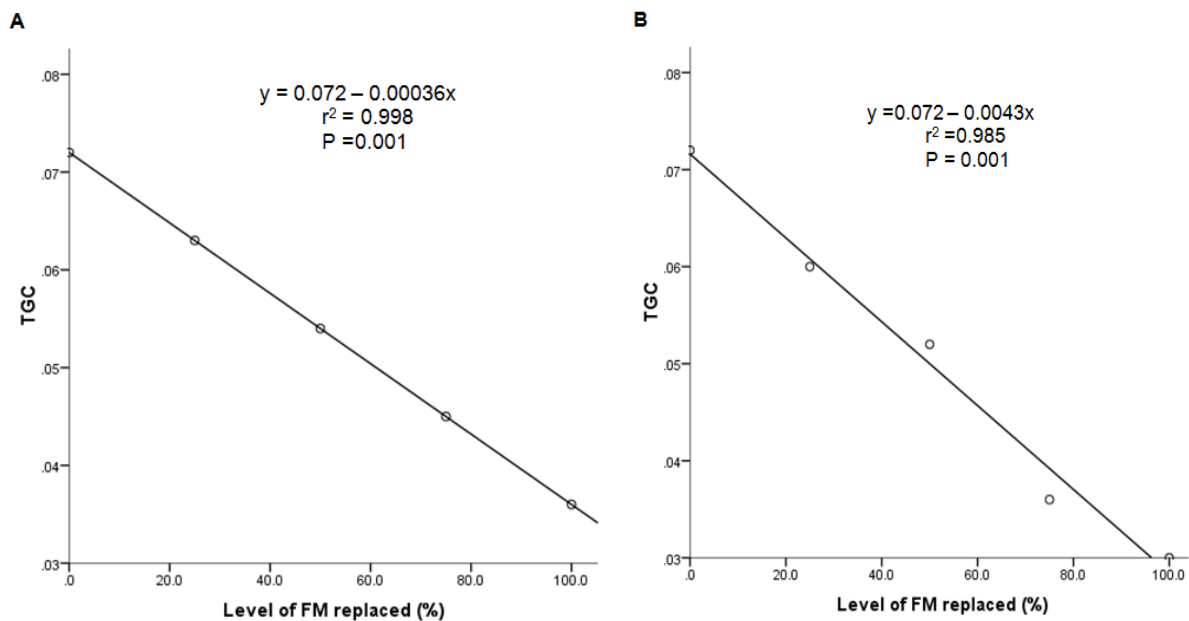 A
y = 0.072 – 0.00036x
r² = 0.998
P =0.001
.08
.07
.06
.05
.04
.03
TGC
.0 20.0 40.0 60.0 80.0 100.0
Level of FM replaced (%)
B
y =0.072 – 0.0043x
r² =0.985
P = 0.001
.08
.07
.06
.05
.04
.03
TGC
.0 20.0 40.0 60.0 80.0 100.0
Level of FM replaced (%)